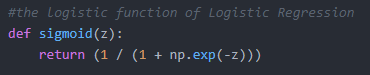 #the logistic function of Logistic Regression
def sigmoid(z):
    return (1 / (1 + np.exp(-z)))